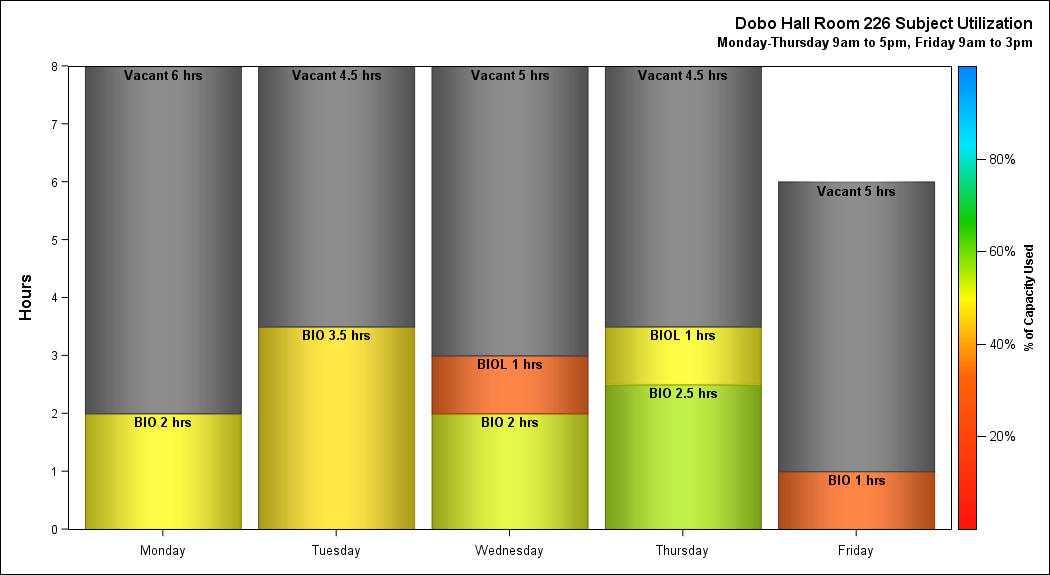 Dobo Hall Room 226 Subject Utilization
Monday-Thursday 9am to 5pm, Friday 9am to 3pm
Hours
8
7
6
5
4
3
2
1
0
Vacant 6 hrs
BIO 2 hrs
Vacant 4.5 hrs
BIO 3.5 hrs
Vacant 5 hrs
BIOL 1 hrs
BIO 2 hrs
Vacant 4.5 hrs
BIOL 1 hrs
BIO 2.5 hrs
Vacant 5 hrs
BIO 1 hrs
Monday
Tuesday
Wednesday
Thursday
Friday
80%
60%
40%
20%
% of Capacity Used